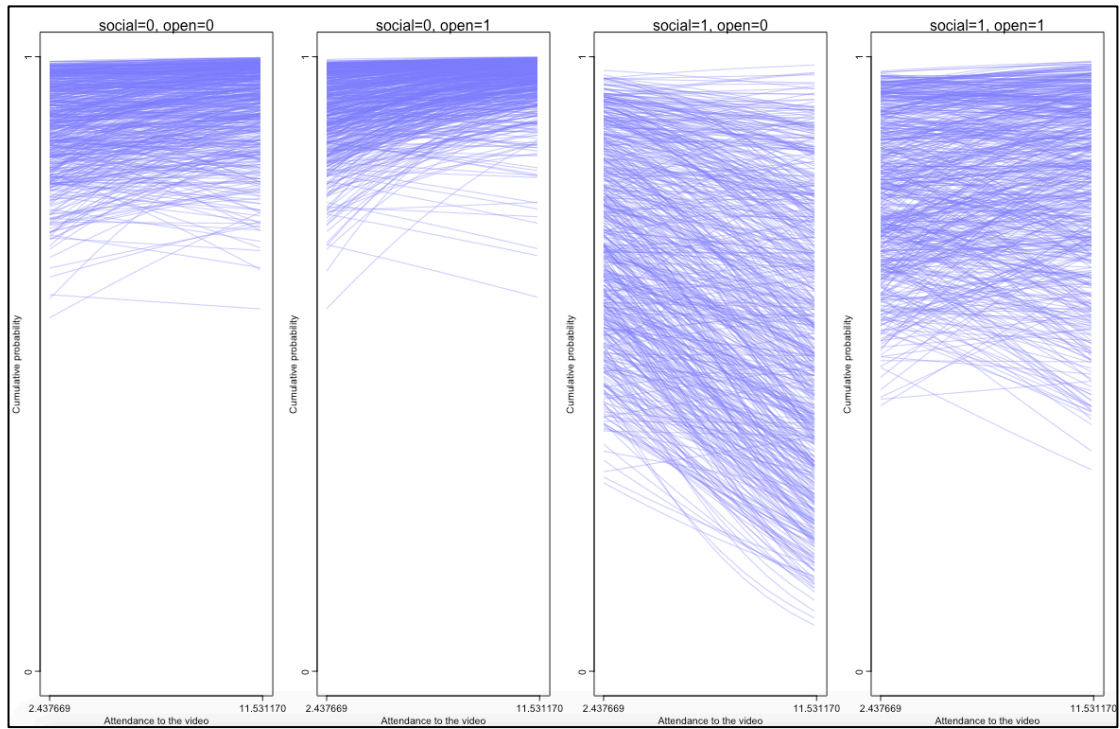 social=0, open=0
1
Cumulative probability
0
2.437669 11.531170
Attendance to the video
social=0, open=1
1
Cumulative probability
0
2.437669 11.531170
Attendance to the video
social=1, open=0
1
Cumulative probability
0
2.437669 11.531170
Attendance to the video
social=1, open=1
1
Cumulative probability
0
2.437669 11.531170
Attendance to the video